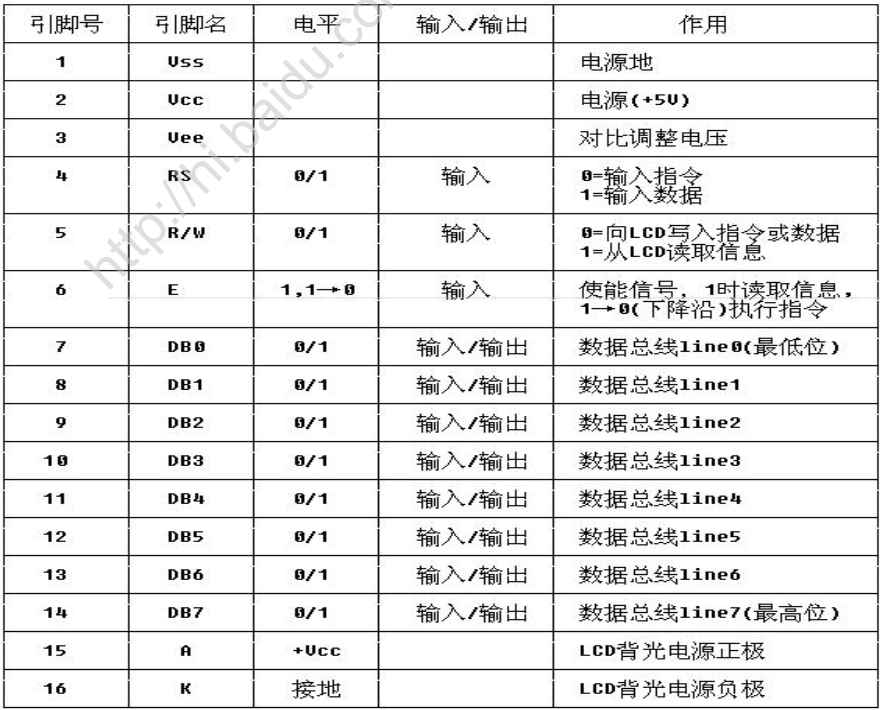 引脚号 引脚名 电平 输入/输出 作用
1 Vss 电源地
2 Vcc 电源(+5V)
3 Vee 对比调整电压
4 RS 0/1 输入 0=输入指令
1=输入数据
5 R/W 0/1 输入 0=向LCD写入指令或数据
1=从LCD读取信息
6 E 1,1→0 输入 使能信号，1时读取信息，
1→0(下降沿)执行指令
7 DB0 0/1 输入/输出 数据总线line0(最低位)
8 DB1 0/1 输入/输出 数据总线line1
9 DB2 0/1 输入/输出 数据总线line2
10 DB3 0/1 输入/输出 数据总线line3
11 DB4 0/1 输入/输出 数据总线line4
12 DB5 0/1 输入/输出 数据总线line5
13 DB6 0/1 输入/输出 数据总线line6
14 DB7 0/1 输入/输出 数据总线line7(最高位)
15 A +Vcc LCD背光电源正极
16 K 接地 LCD背光电源负极
http://hi.baidu.co